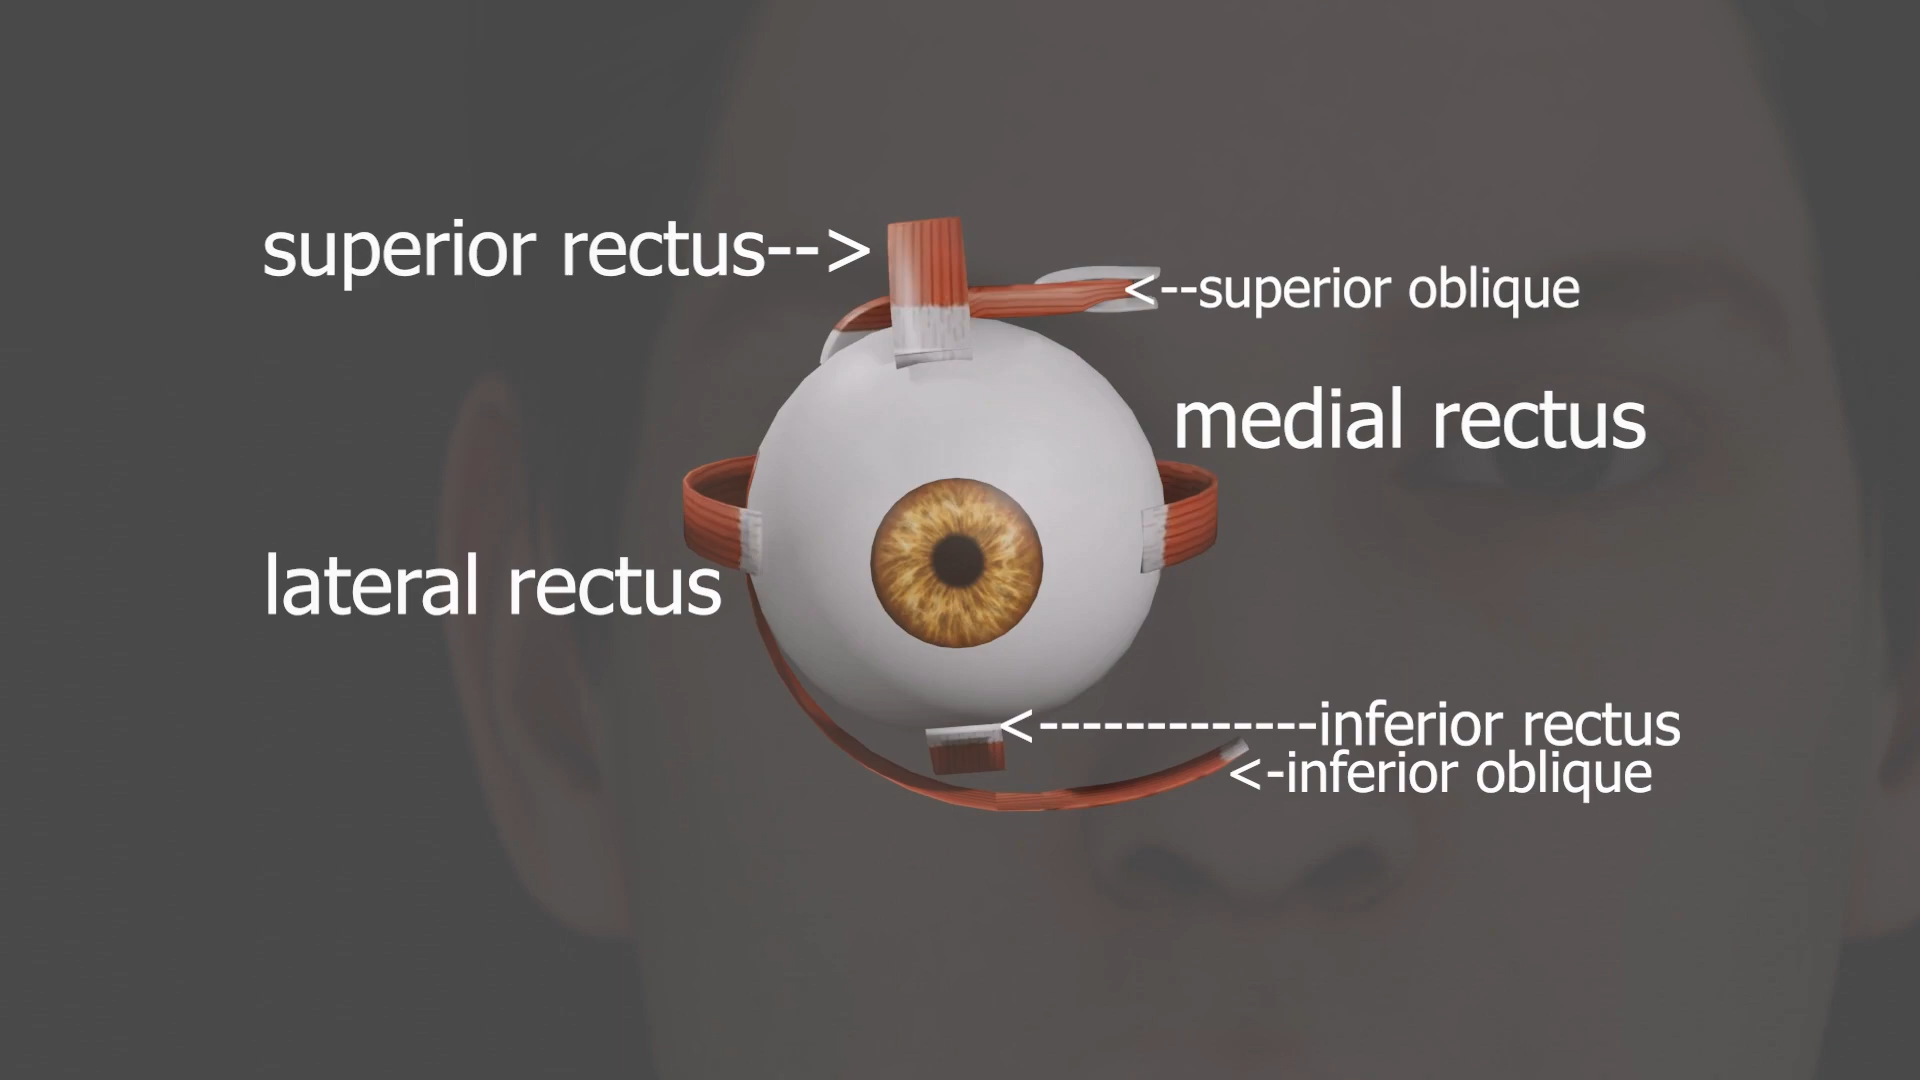 superior rectus-->
<--superior oblique
medial rectus
lateral rectus
<-------------inferior rectus
<-inferior oblique